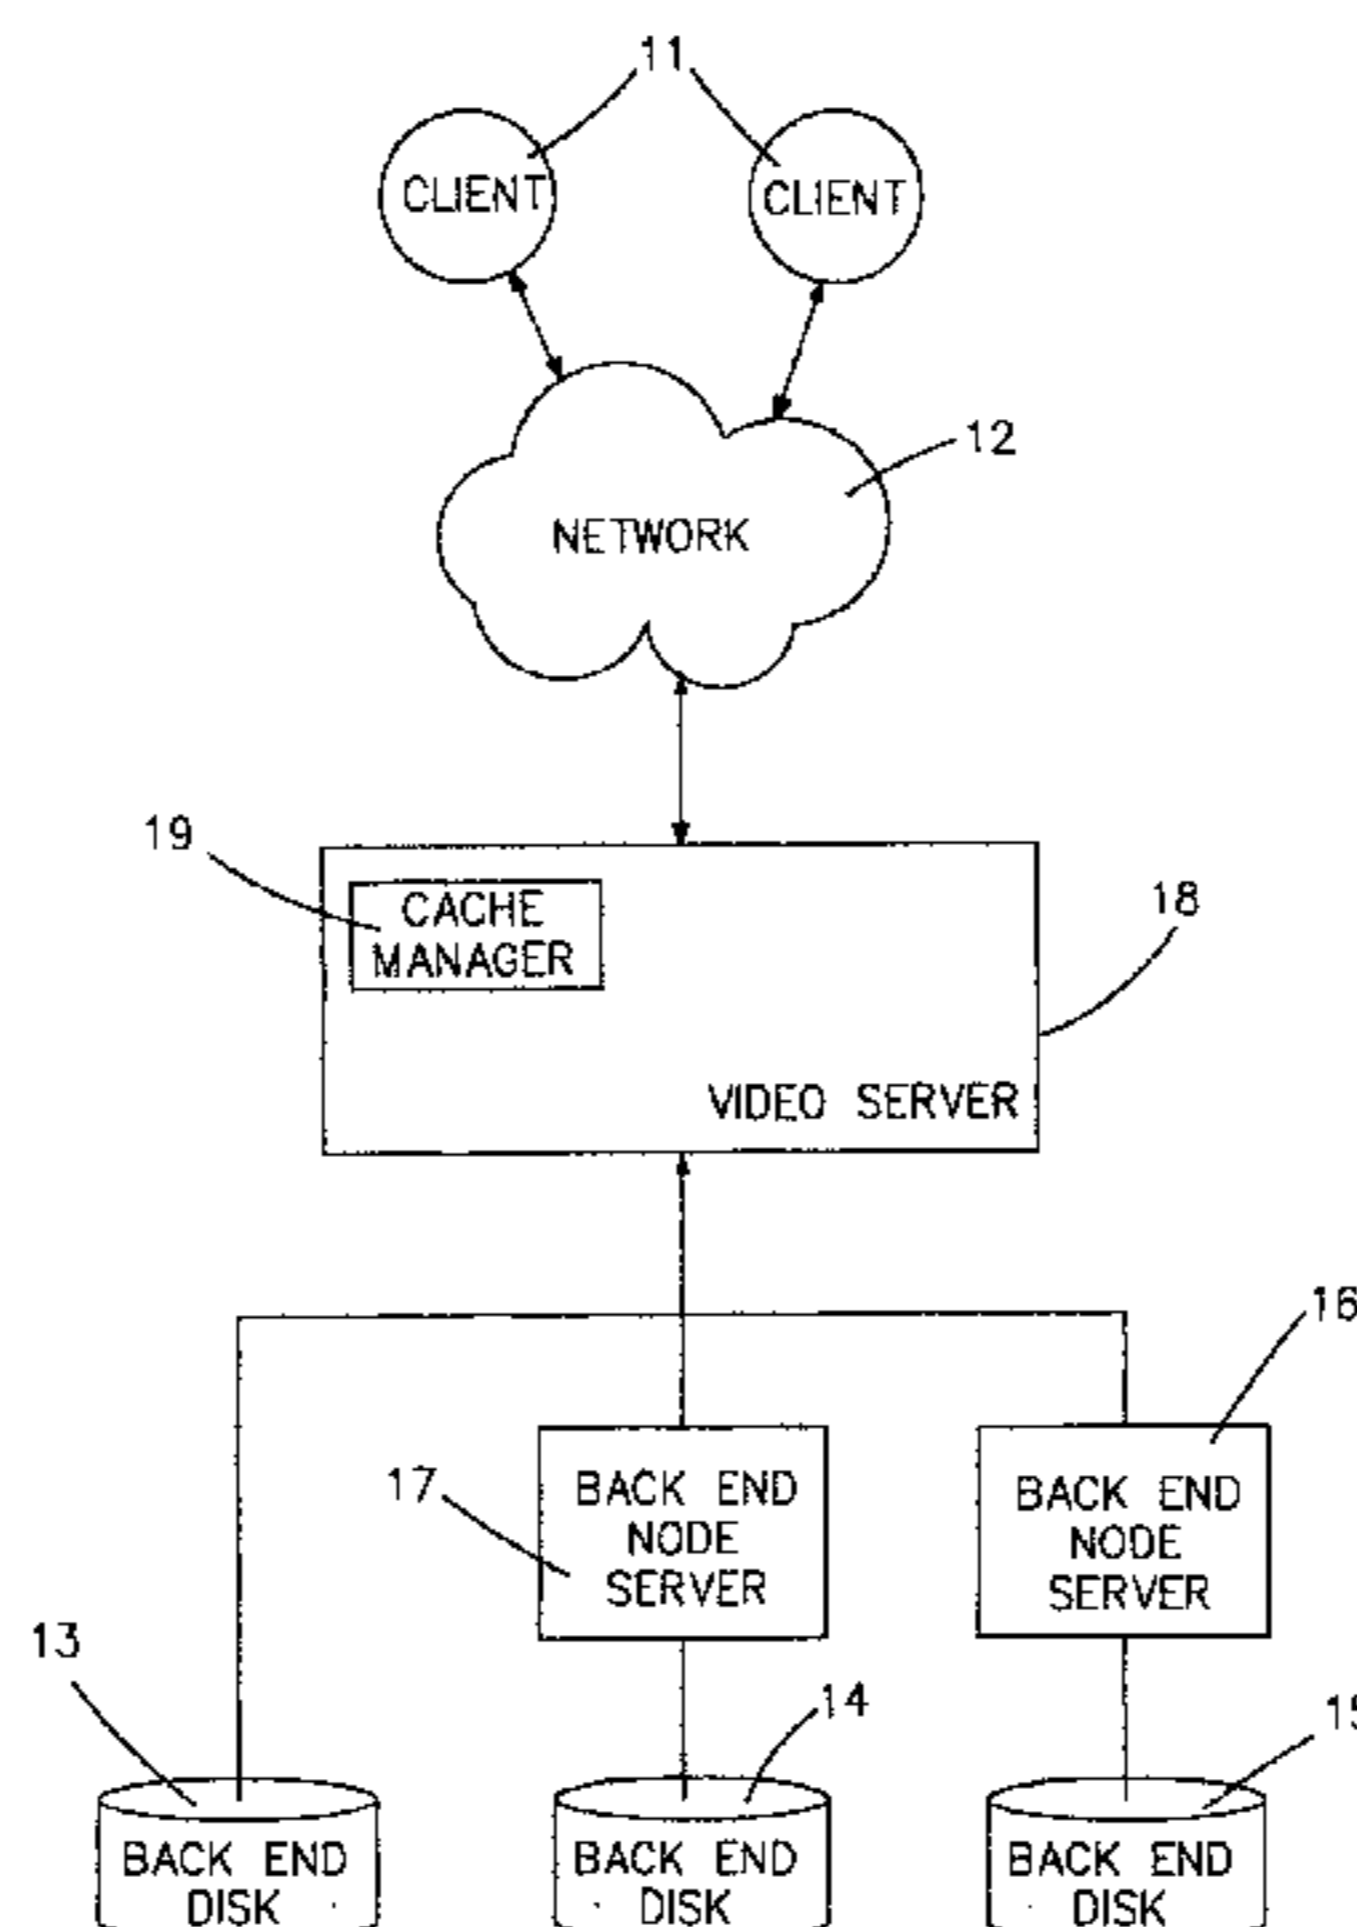 11
CLIENT
CLIENT
12
NETWORK
19
CACHE
MANAGER
18
VIDEO SERVER
16
17
BACK END
NODE
SERVER
BACK END
NODE
SERVER
13
14
15
BACK END
DISK
BACK END
DISK
BACK END
DISK